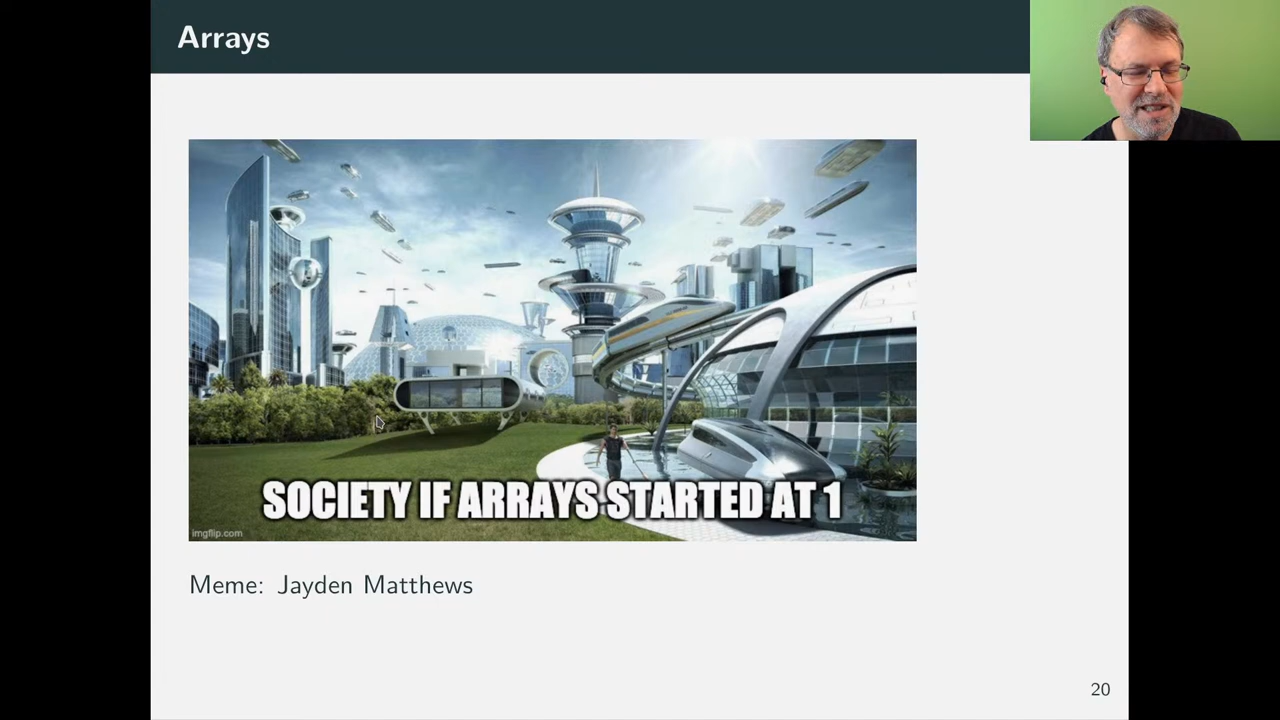 Arrays
SOCIETY IF ARRAYS STARTED AT 1
imgflip.com
Meme: Jayden Matthews
20